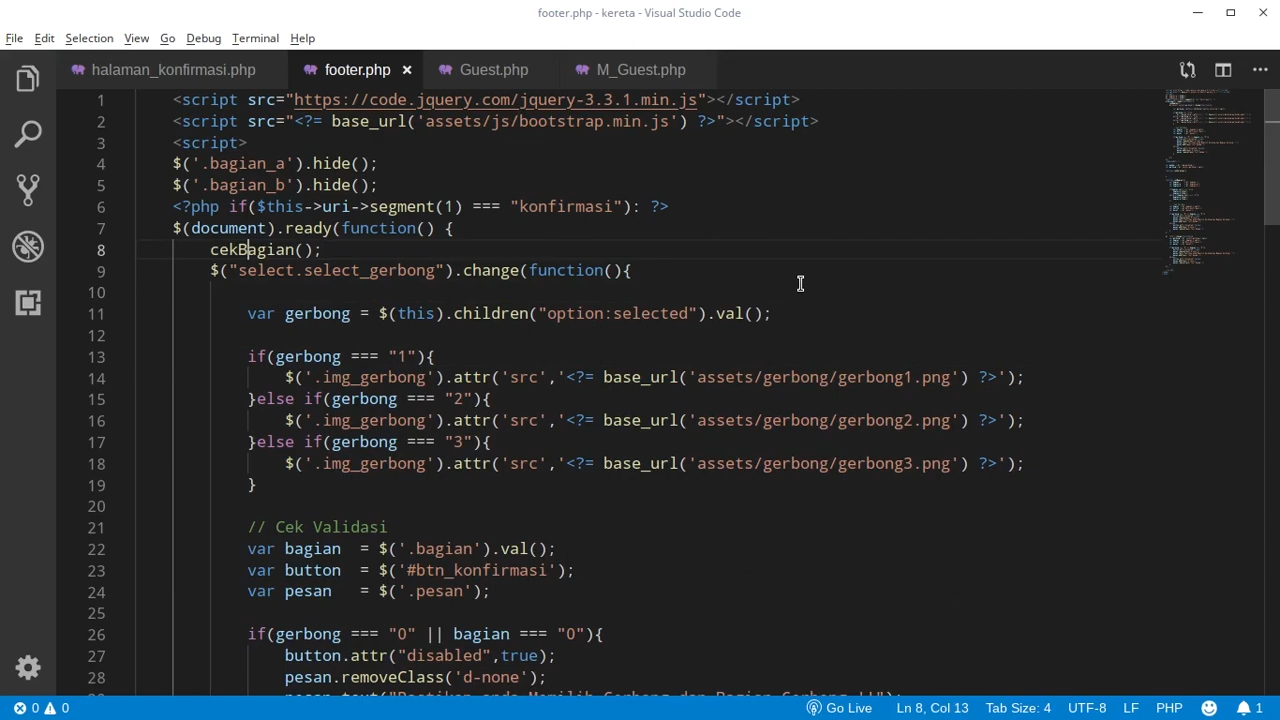 footer.php - kereta - Visual Studio Code
File Edit Selection View Go Debug Terminal Help
halaman_konfirmasi.php footer.php Guest.php M_Guest.php
1 <script src="https://code.jquery.com/jquery-3.3.1.min.js"></script>
2 <script src="<?= base_url('assets/js/bootstrap.min.js') ?>"></script>
3 <script>
4 $('.bagian_a').hide();
5 $('.bagian_b').hide();
6 <?php if($this->uri->segment(1) === "konfirmasi"): ?>
7 $(document).ready(function() {
8 cekBagian();
9 $("select.select_gerbong").change(function(){
10
11 var gerbong = $(this).children("option:selected").val();
12
13 if(gerbong === "1"){
14 $('.img_gerbong').attr('src','<?= base_url('assets/gerbong/gerbong1.png') ?>');
15 }else if(gerbong === "2"){
16 $('.img_gerbong').attr('src','<?= base_url('assets/gerbong/gerbong2.png') ?>');
17 }else if(gerbong === "3"){
18 $('.img_gerbong').attr('src','<?= base_url('assets/gerbong/gerbong3.png') ?>');
19 }
20
21 // Cek Validasi
22 var bagian = $('.bagian').val();
23 var button = $('#btn_konfirmasi');
24 var pesan = $('.pesan');
25
26 if(gerbong === "0" || bagian === "0"){
27 button.attr("disabled",true);
28 pesan.removeClass('d-none');
0 0 Go Live Ln 8, Col 13 Tab Size: 4 UTF-8 LF PHP 1